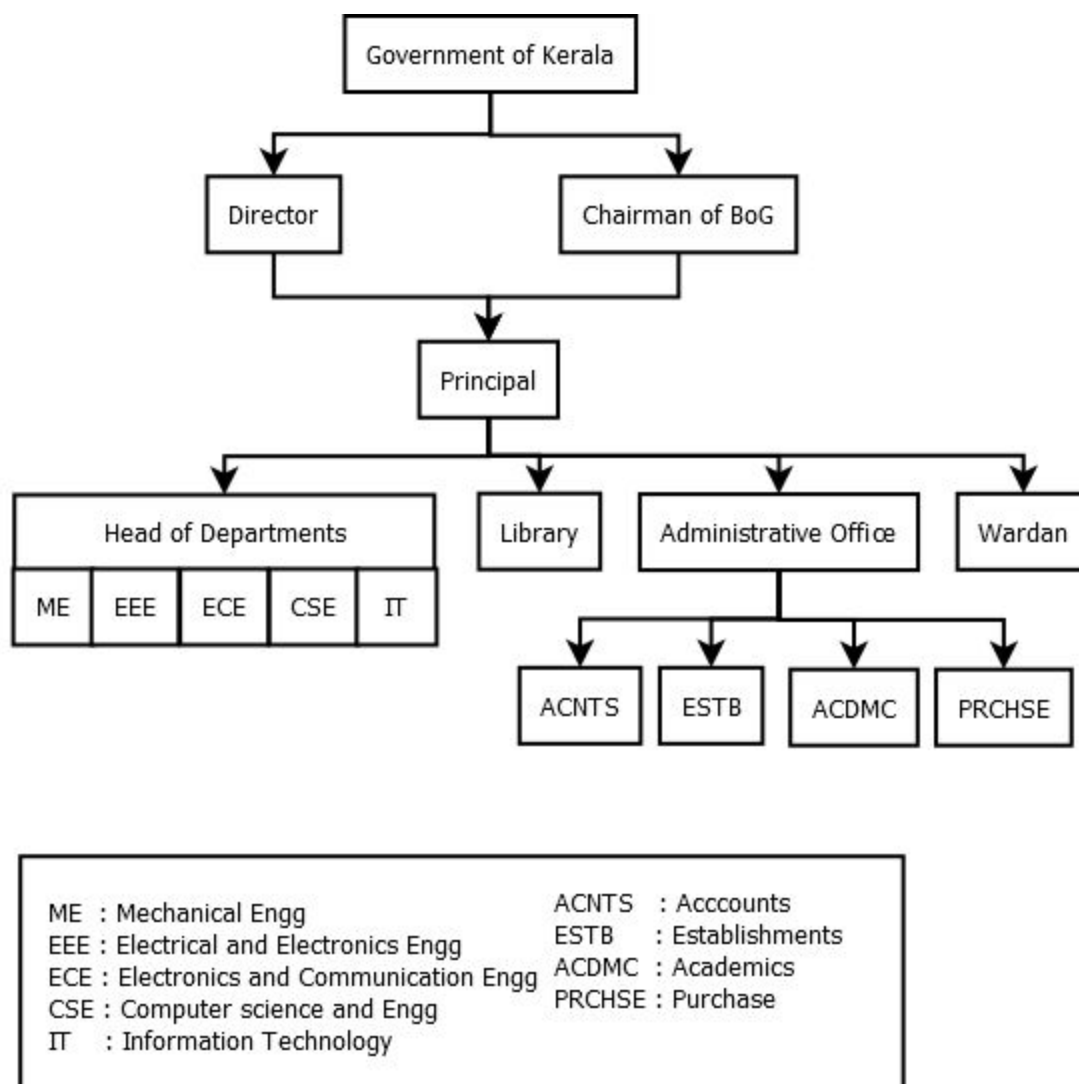 Government of Kerala
Director
Chairman of BoG
Principal
Head of Departments
Library
Administrative Office
Wardan
ME
EEE
ECE
CSE
IT
ACNTS
ESTB
ACDMC
PRCHSE
ME : Mechanical Engg
EEE : Electrical and Electronics Engg
ECE : Electronics and Communication Engg
CSE : Computer science and Engg
IT : Information Technology
ACNTS : Acccounts
ESTB : Establishments
ACDMC : Academics
PRCHSE : Purchase